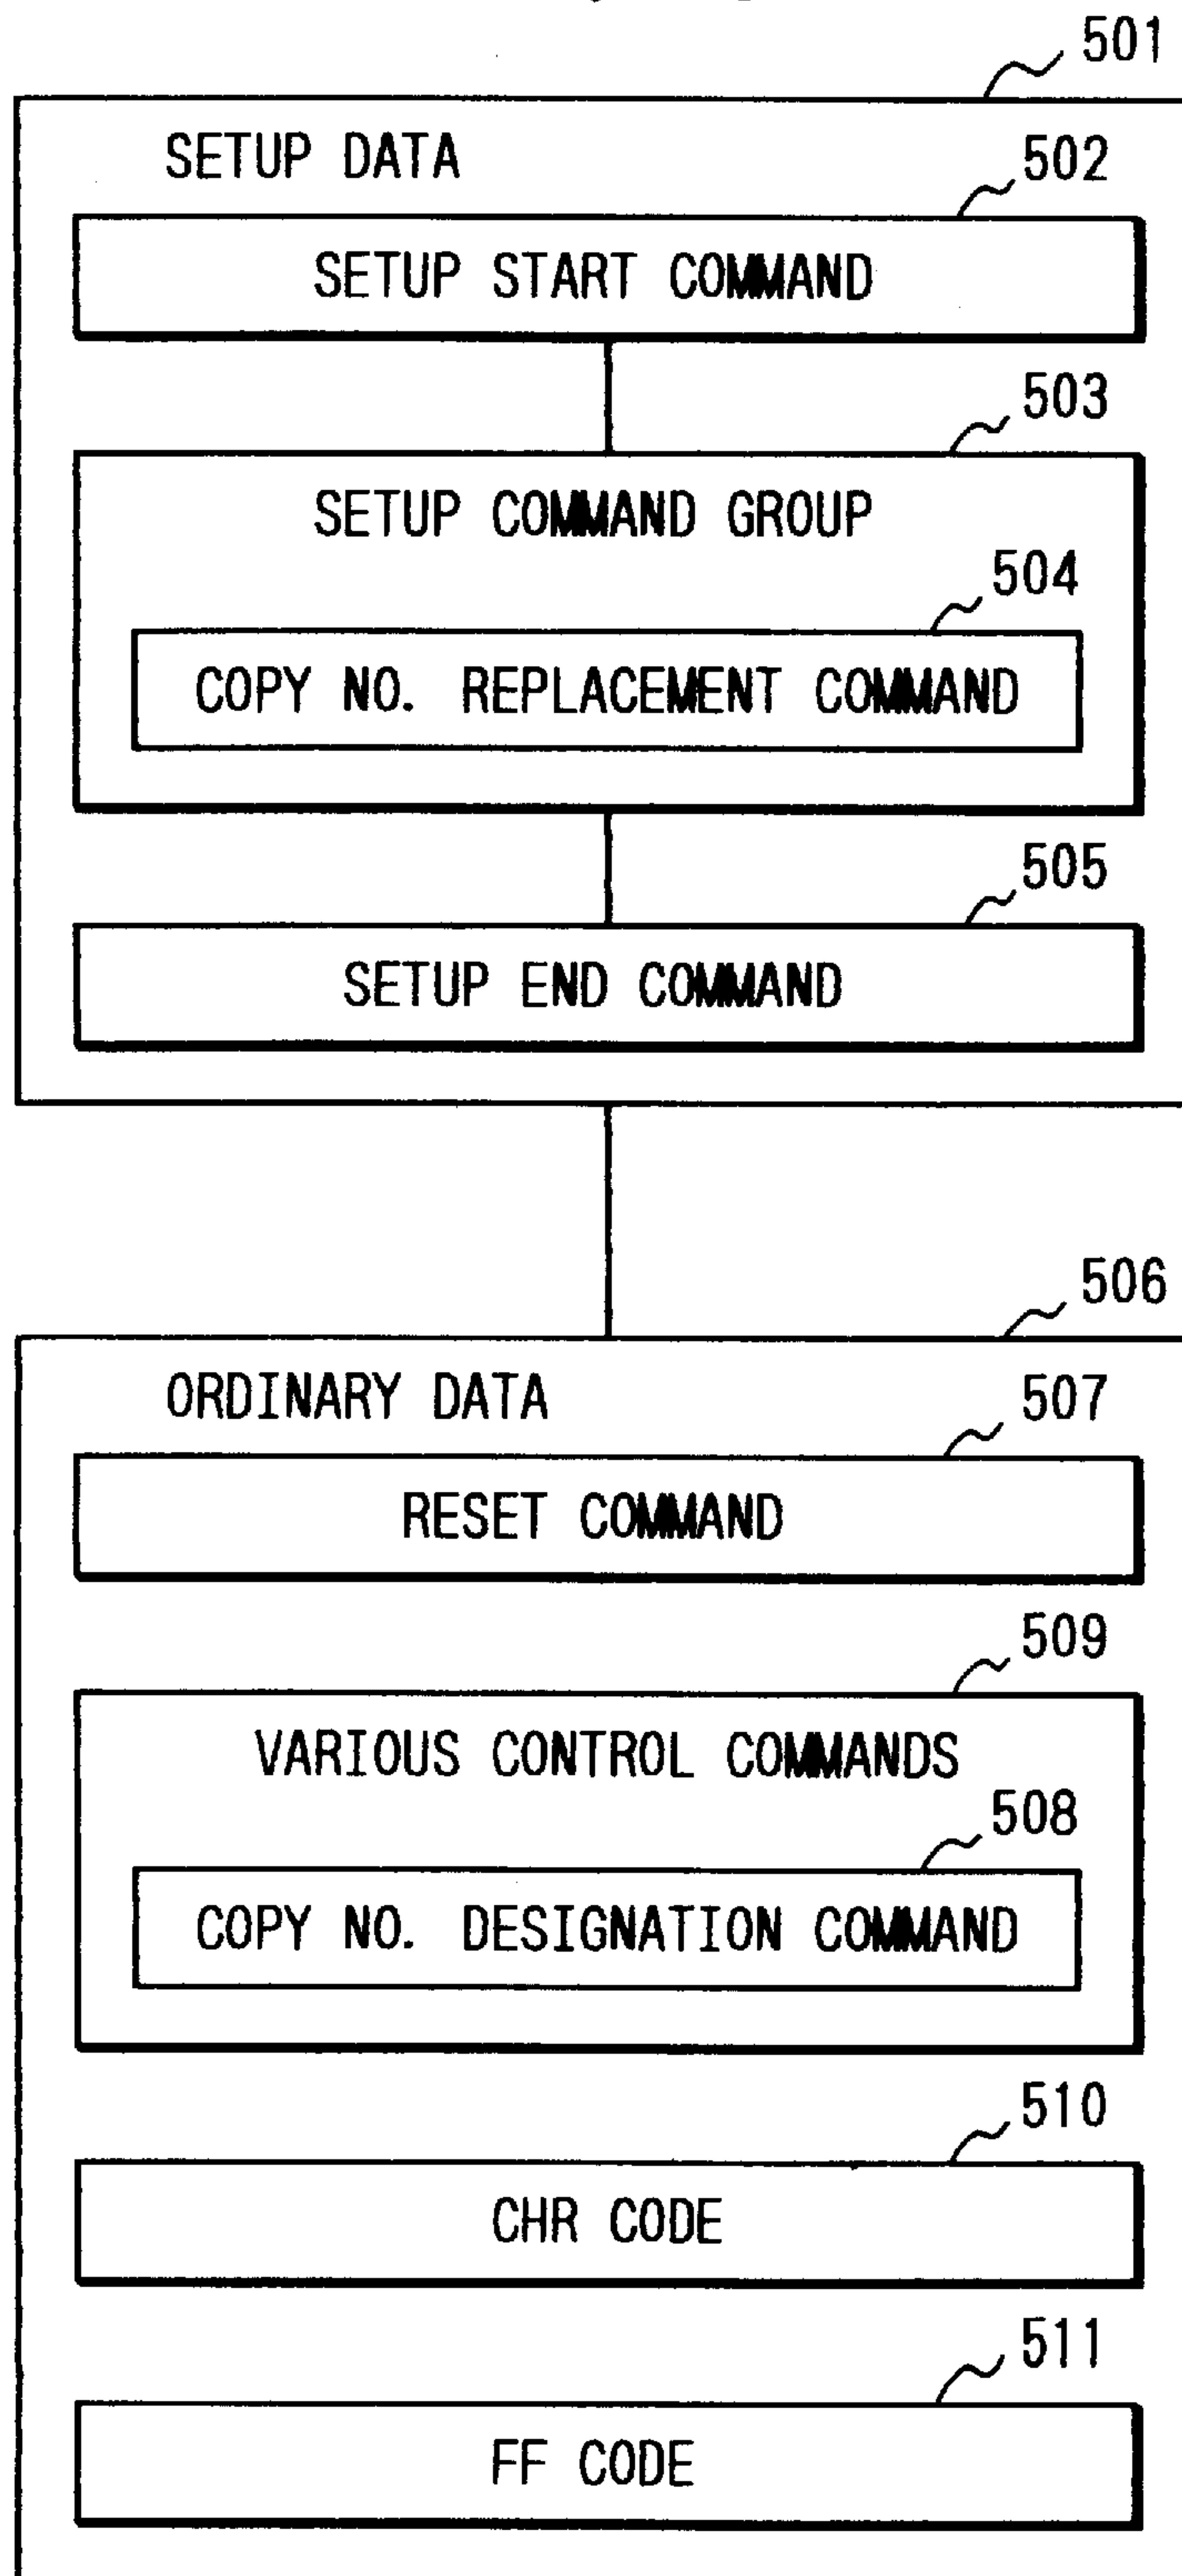 501
SETUP DATA
502
SETUP START COMMAND
503
SETUP COMMAND GROUP
504
COPY NO. REPLACEMENT COMMAND
505
SETUP END COMMAND
506
ORDINARY DATA
507
RESET COMMAND
509
VARIOUS CONTROL COMMANDS
508
COPY NO. DESIGNATION COMMAND
510
CHR CODE
511
FF CODE